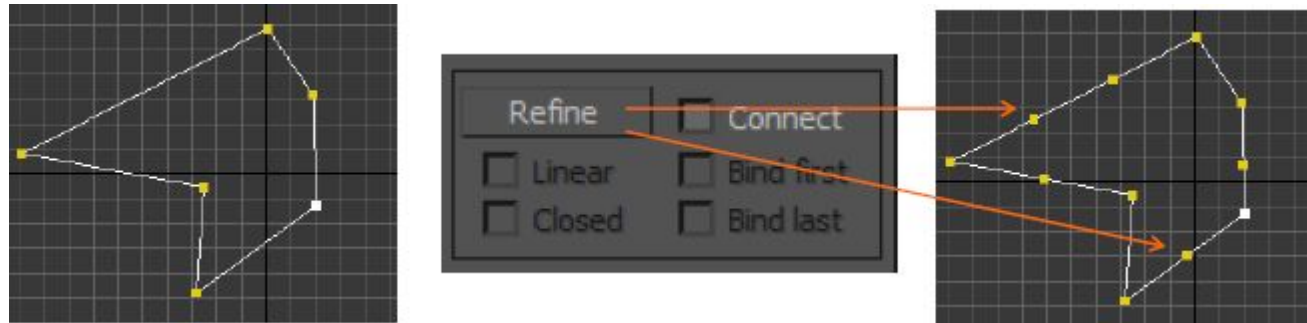 Refine
Connect
Linear
Bind first
Closed
Bind last